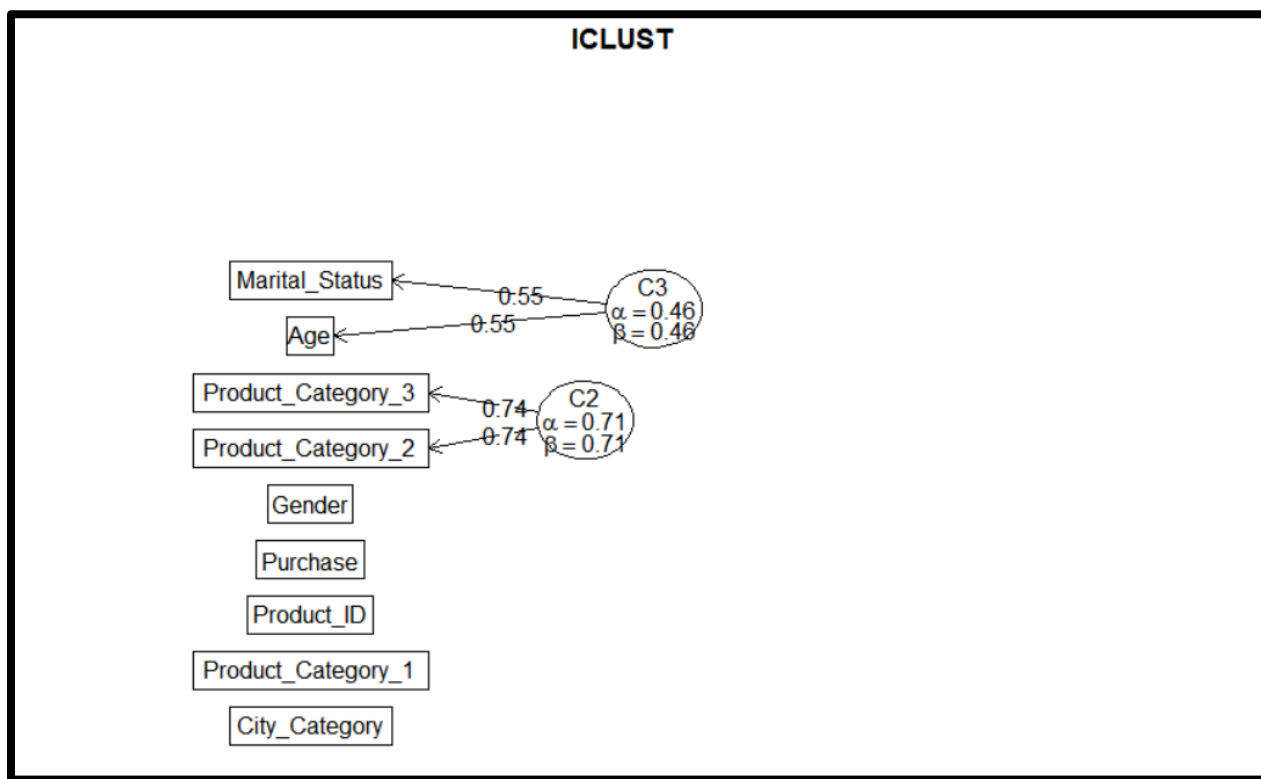 ICLUST
Marital_Status
0.55
C3
α = 0.46
β = 0.46
Age
0.55
Product_Category_3
0.74
C2
α = 0.71
β = 0.71
Product_Category_2
0.74
Gender
Purchase
Product_ID
Product_Category_1
City_Category